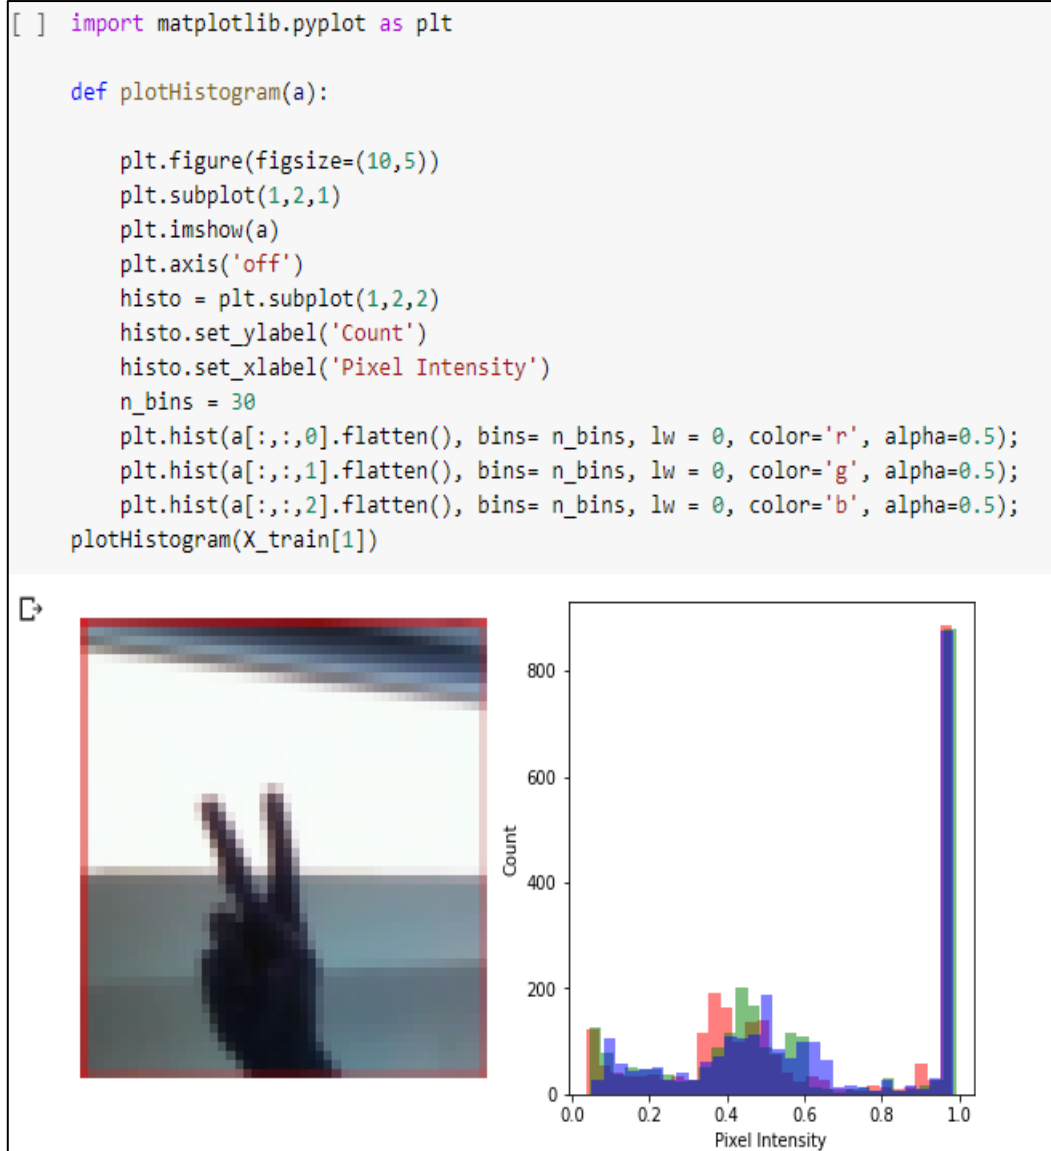 [ ] import matplotlib.pyplot as plt
def plotHistogram(a):
plt.figure(figsize=(10,5))
plt.subplot(1,2,1)
plt.imshow(a)
plt.axis('off')
histo = plt.subplot(1,2,2)
histo.set_ylabel('Count')
histo.set_xlabel('Pixel Intensity')
n_bins = 30
plt.hist(a[:,:,0].flatten(), bins= n_bins, lw = 0, color='r', alpha=0.5);
plt.hist(a[:,:,1].flatten(), bins= n_bins, lw = 0, color='g', alpha=0.5);
plt.hist(a[:,:,2].flatten(), bins= n_bins, lw = 0, color='b', alpha=0.5);
plotHistogram(X_train[1])
800
600
400
200
0
Count
0.0 0.2 0.4 0.6 0.8 1.0
Pixel Intensity